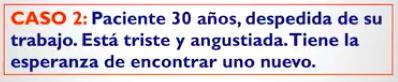 CASO 2: Paciente 30 años, despedida de su
trabajo. Está triste y angustiada. Tiene la
esperanza de encontrar uno nuevo.